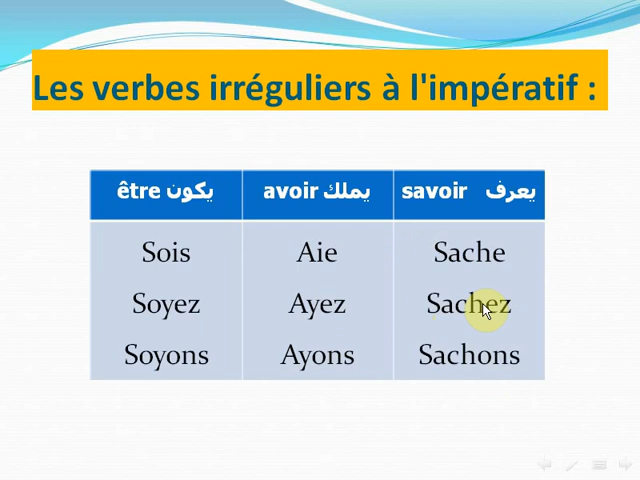 Les verbes irréguliers à l'impératif :
être يكون avoir يملك savoir يعرف
Sois Aie Sache
Soyez Ayez Sachez
Soyons Ayons Sachons